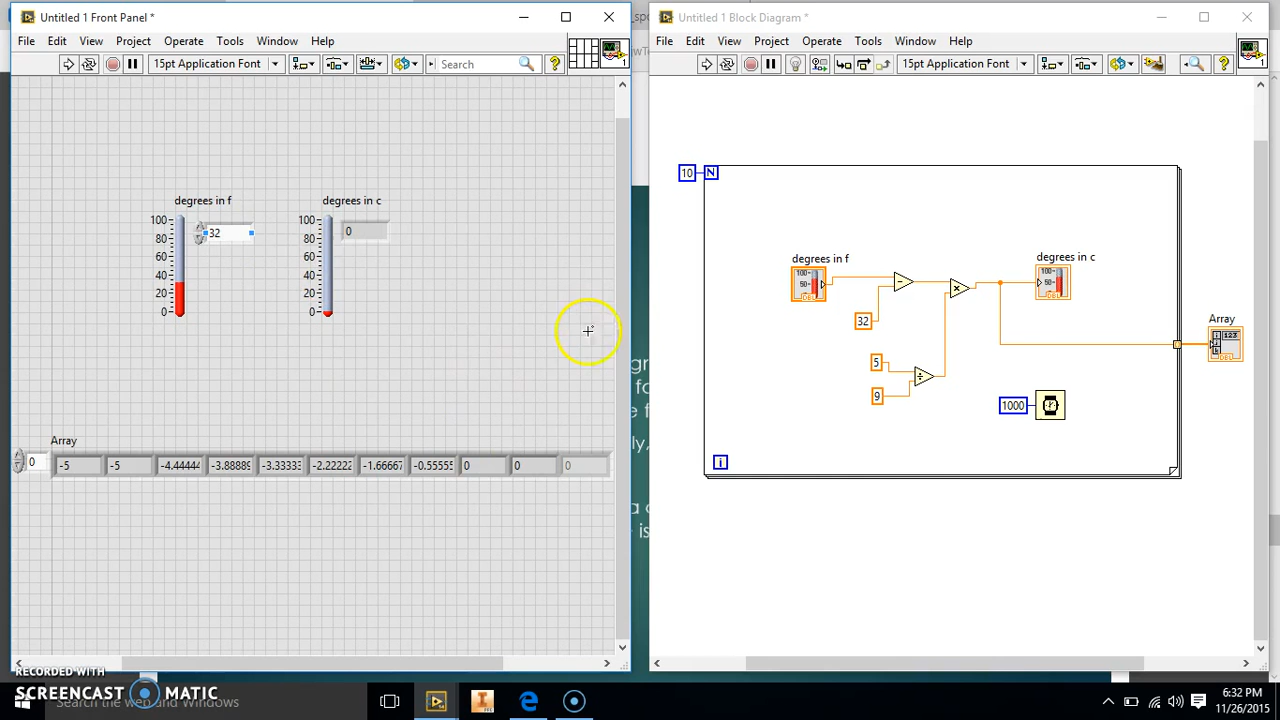 Untitled 1 Front Panel *
File Edit View Project Operate Tools Window Help
15pt Application Font Search
degrees in f
100
80
60
40
20
0
32
degrees in c
100
80
60
40
20
0
0
Array
0 -5 -5 -4.44444 -3.88889 -3.33333 -2.22222 -1.66667 -0.55555 0 0 0
Untitled 1 Block Diagram *
File Edit View Project Operate Tools Window Help
15pt Application Font
10 N
degrees in f
degrees in c
32
Array
5
9
1000
i
RECORDED WITH
SCREENCAST MATIC
Search the web and Windows
6:32 PM
11/26/2015